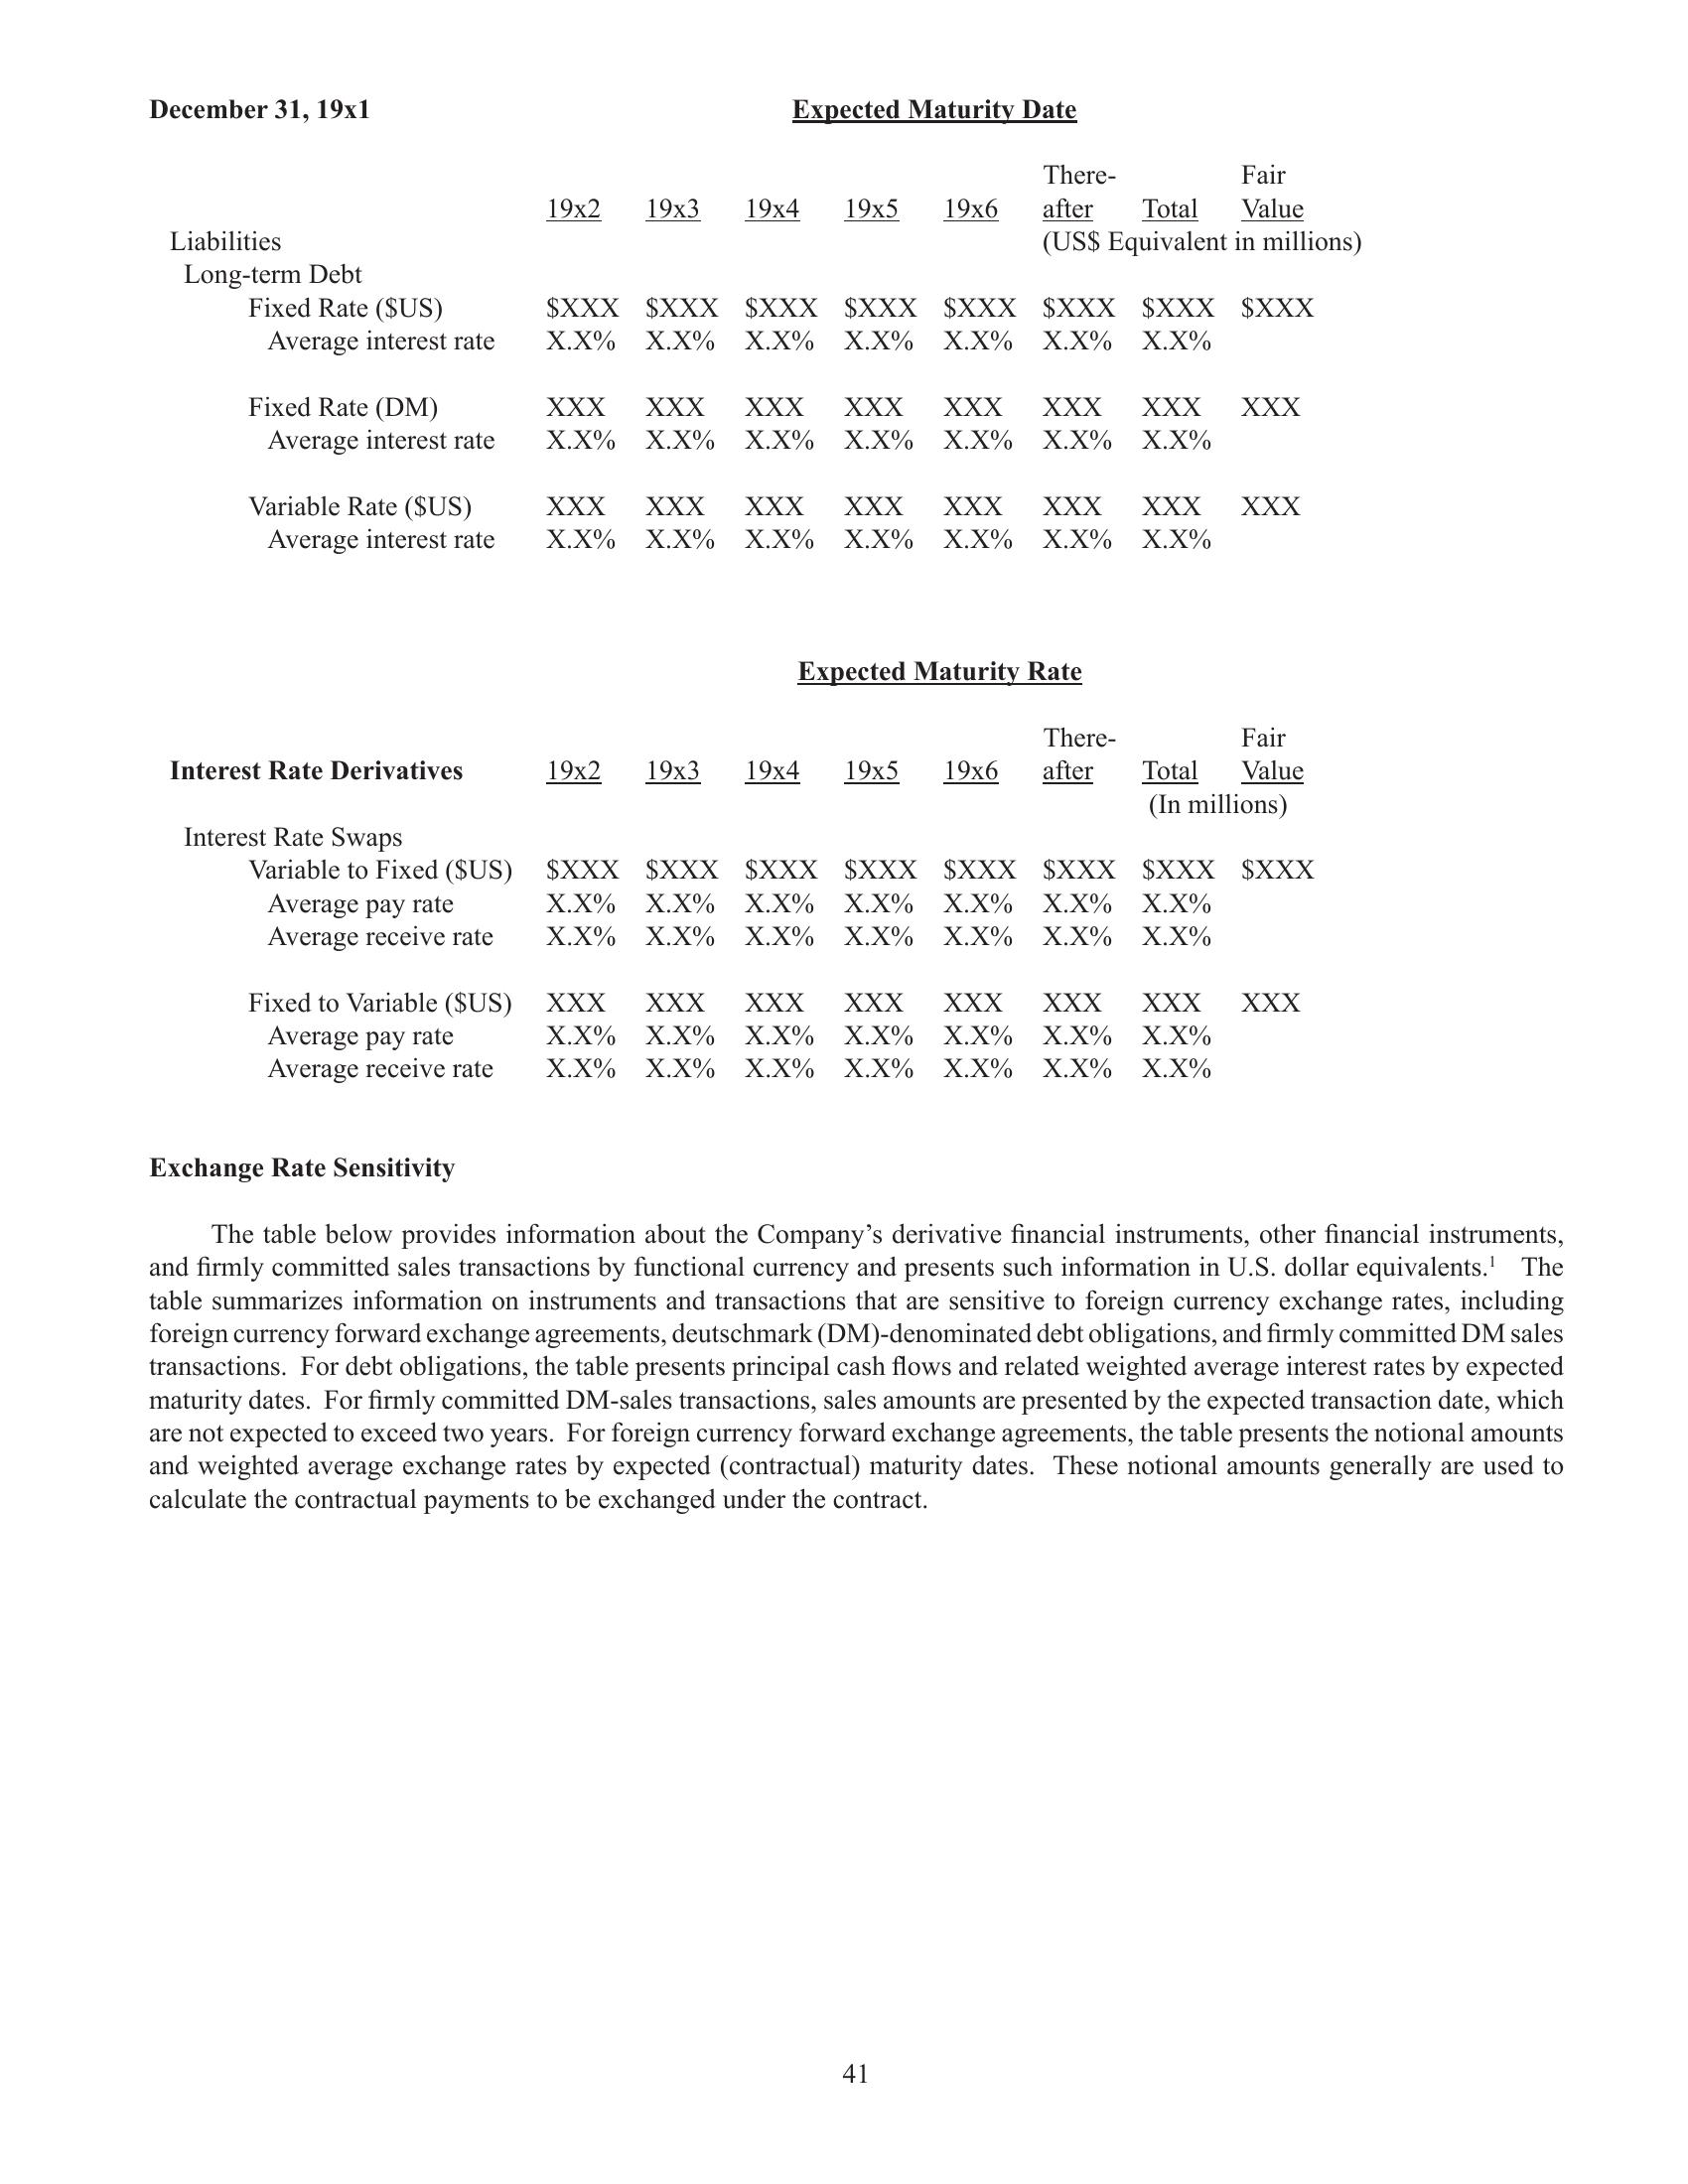 December 31, 19x1 Expected Maturity Date
There- Fair
19x2 19x3 19x4 19x5 19x6 after Total Value
Liabilities (US$ Equivalent in millions)
Long-term Debt
Fixed Rate ($US) $XXX $XXX $XXX $XXX $XXX $XXX $XXX $XXX
Average interest rate X.X% X.X% X.X% X.X% X.X% X.X% X.X%
Fixed Rate (DM) XXX XXX XXX XXX XXX XXX XXX XXX
Average interest rate X.X% X.X% X.X% X.X% X.X% X.X% X.X%
Variable Rate ($US) XXX XXX XXX XXX XXX XXX XXX XXX
Average interest rate X.X% X.X% X.X% X.X% X.X% X.X% X.X%
Expected Maturity Rate
There- Fair
Interest Rate Derivatives 19x2 19x3 19x4 19x5 19x6 after Total Value
(In millions)
Interest Rate Swaps
Variable to Fixed ($US) $XXX $XXX $XXX $XXX $XXX $XXX $XXX $XXX
Average pay rate X.X% X.X% X.X% X.X% X.X% X.X% X.X%
Average receive rate X.X% X.X% X.X% X.X% X.X% X.X% X.X%
Fixed to Variable ($US) XXX XXX XXX XXX XXX XXX XXX XXX
Average pay rate X.X% X.X% X.X% X.X% X.X% X.X% X.X%
Average receive rate X.X% X.X% X.X% X.X% X.X% X.X% X.X%
Exchange Rate Sensitivity
The table below provides information about the Company’s derivative financial instruments, other financial instruments,
and firmly committed sales transactions by functional currency and presents such information in U.S. dollar equivalents.¹ The
table summarizes information on instruments and transactions that are sensitive to foreign currency exchange rates, including
foreign currency forward exchange agreements, deutschmark (DM)-denominated debt obligations, and firmly committed DM sales
transactions. For debt obligations, the table presents principal cash flows and related weighted average interest rates by expected
maturity dates. For firmly committed DM-sales transactions, sales amounts are presented by the expected transaction date, which
are not expected to exceed two years. For foreign currency forward exchange agreements, the table presents the notional amounts
and weighted average exchange rates by expected (contractual) maturity dates. These notional amounts generally are used to
calculate the contractual payments to be exchanged under the contract.
41